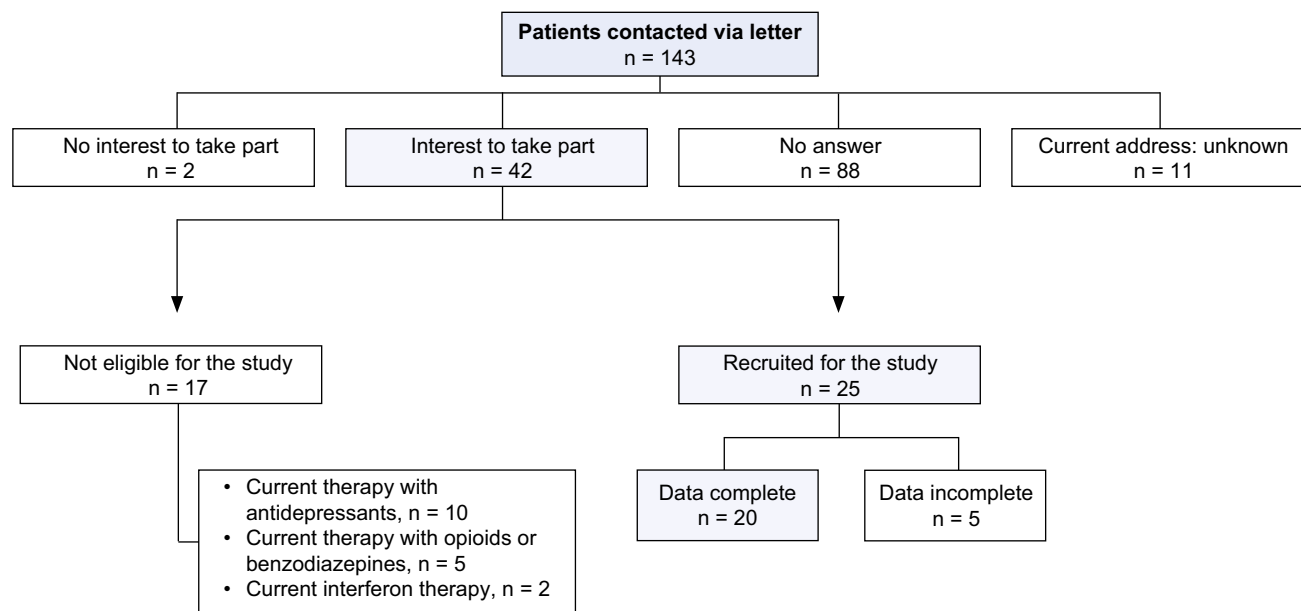 Patients contacted via letter
n = 143
No interest to take part
n = 2
Interest to take part
n = 42
No answer
n = 88
Current address: unknown
n = 11
Not eligible for the study
n = 17
Recruited for the study
n = 25
• Current therapy with
antidepressants, n = 10
• Current therapy with opioids or
benzodiazepines, n = 5
• Current interferon therapy, n = 2
Data complete
n = 20
Data incomplete
n = 5